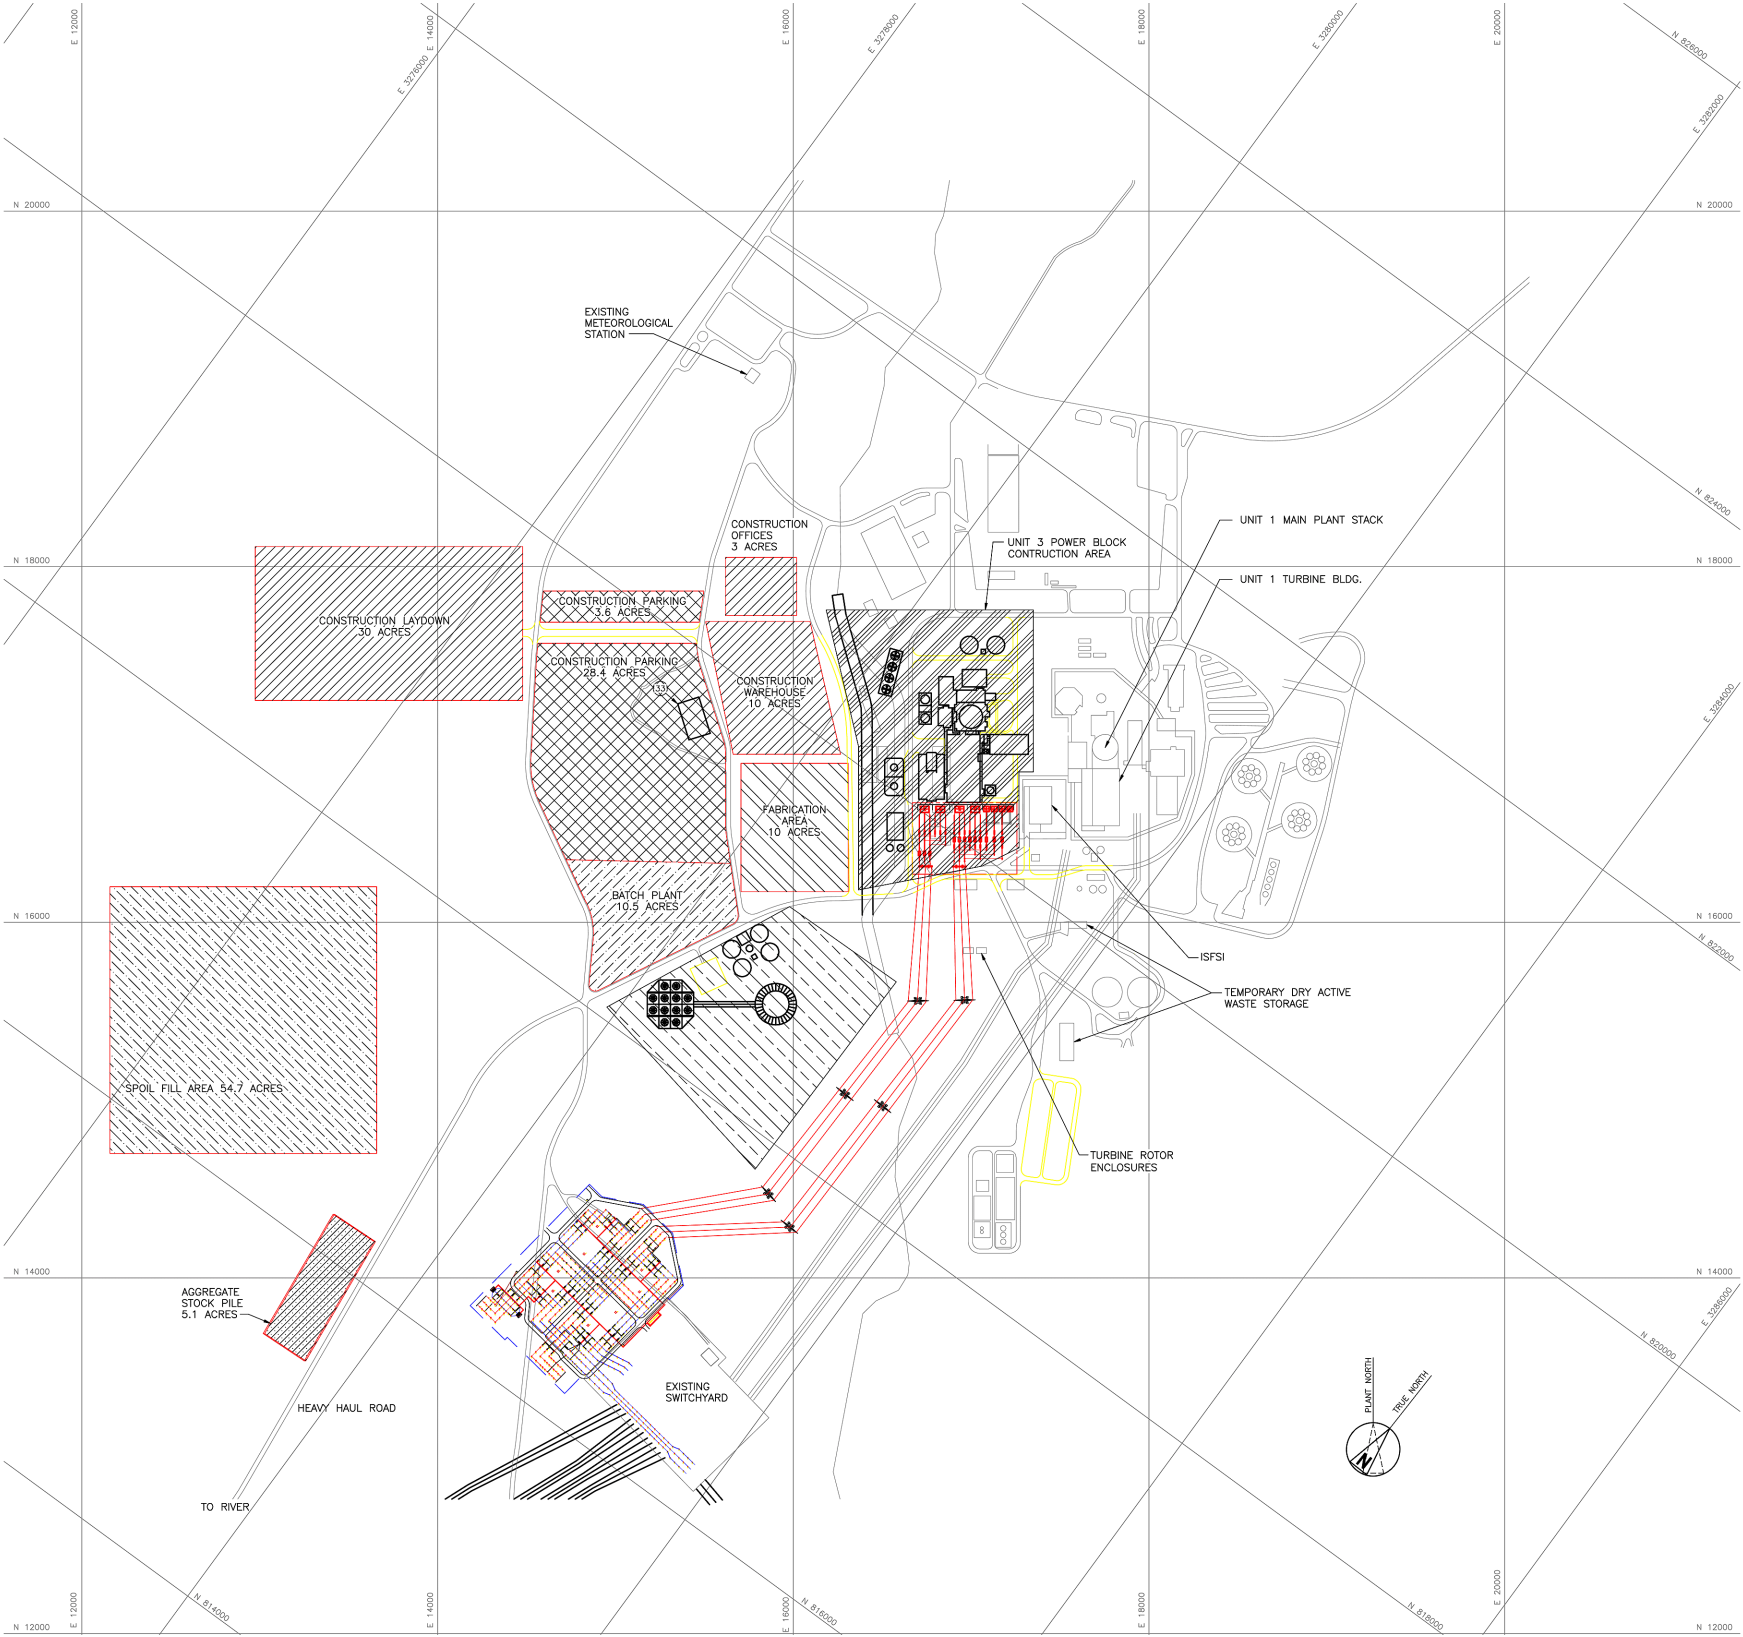 E 12000
E 14000
E 3276000
E 16000
E 3278000
E 18000
E 3280000
E 20000
N 826000
E 3282000
N 20000
N 20000
EXISTING
METEOROLOGICAL
STATION
N 824000
CONSTRUCTION
OFFICES
3 ACRES
UNIT 1 MAIN PLANT STACK
UNIT 3 POWER BLOCK
CONTRUCTION AREA
N 18000
N 18000
UNIT 1 TURBINE BLDG.
CONSTRUCTION PARKING
3.6 ACRES
CONSTRUCTION LAYDOWN
30 ACRES
CONSTRUCTION PARKING
28.4 ACRES
33
CONSTRUCTION
WAREHOUSE
10 ACRES
E 3284000
FABRICATION
AREA
10 ACRES
BATCH PLANT
10.5 ACRES
N 16000
N 16000
N 822000
ISFSI
TEMPORARY DRY ACTIVE
WASTE STORAGE
SPOIL FILL AREA 54.7 ACRES
TURBINE ROTOR
ENCLOSURES
N 14000
N 14000
AGGREGATE
STOCK PILE
5.1 ACRES
E 3286000
N 820000
EXISTING
SWITCHYARD
PLANT NORTH
TRUE NORTH
N
HEAVY HAUL ROAD
TO RIVER
N 12000
E 12000
N 814000
E 14000
E 16000
N 816000
E 18000
N 818000
E 20000
N 12000